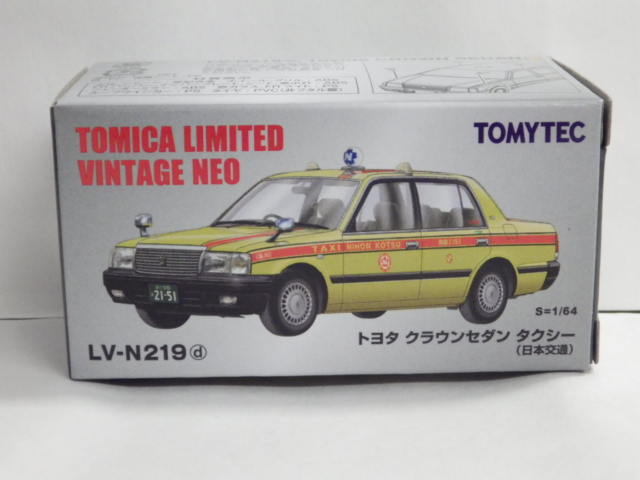 TOMICA LIMITED
VINTAGE NEO
TOMYTEC
TAXI NIHON KOTSU
21-51
S=1/64
LV-N219 ⓓ
トヨタ クラウンセダン タクシー
(日本交通)